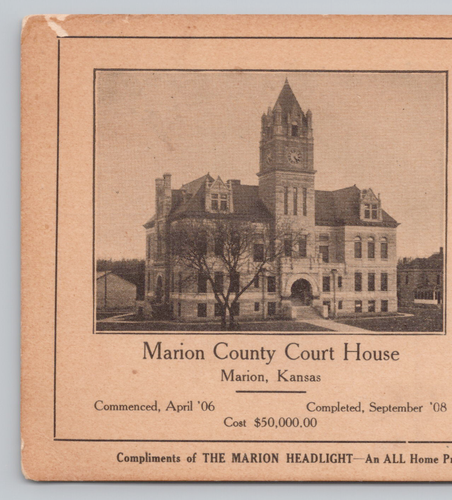 Marion County Court House
Marion, Kansas
Commenced, April '06 Completed, September '08
Cost $50,000.00
Compliments of THE MARION HEADLIGHT—An ALL Home